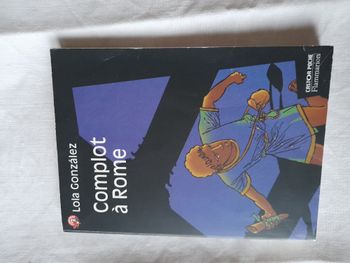 Lola González
Complot
à Rome
CASTOR POCHE
Flammarion